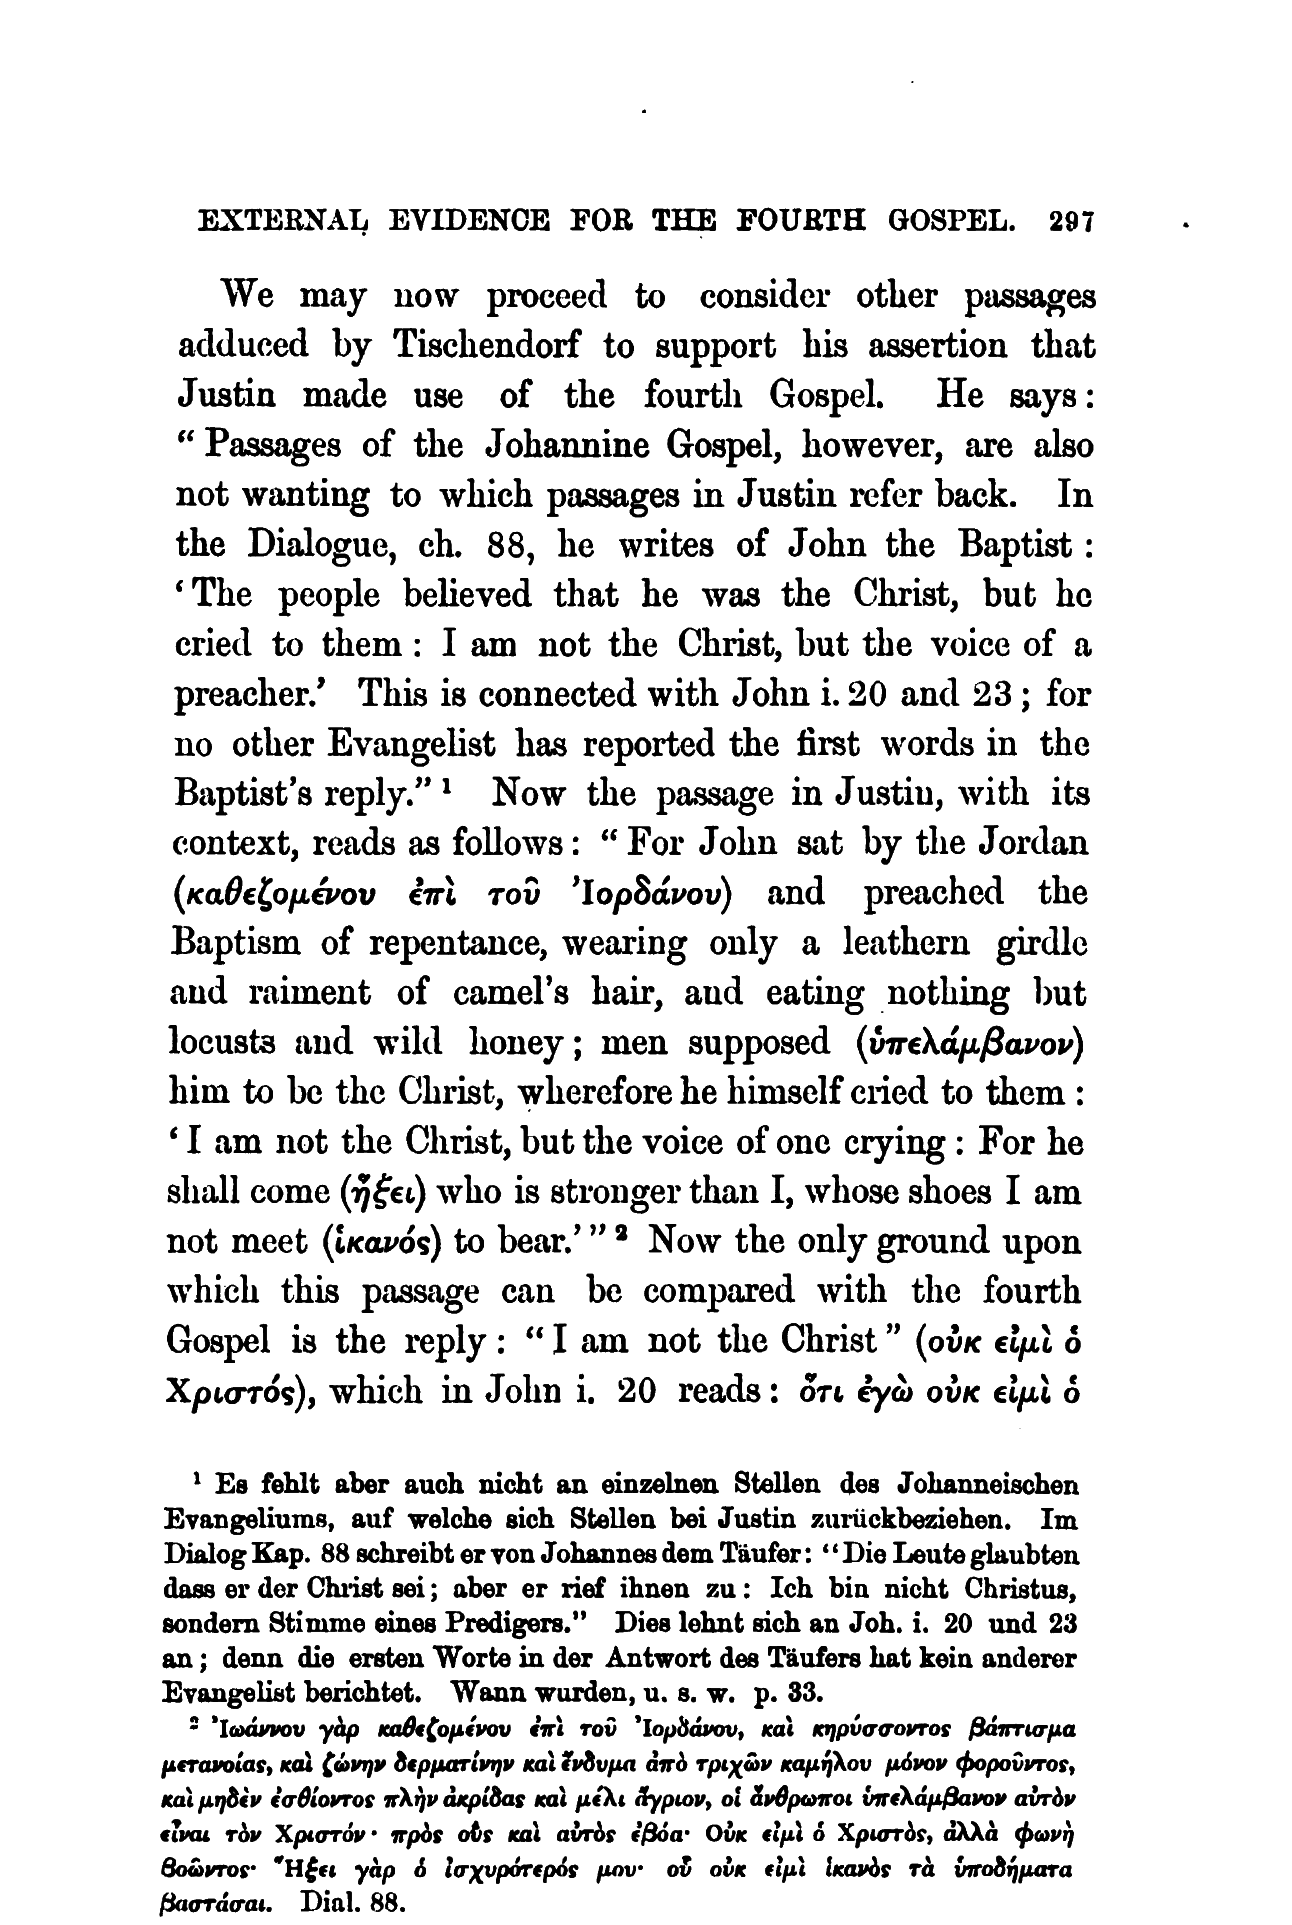 EXTERNAL EVIDENCE FOR THE FOURTH GOSPEL. 297
We may now proceed to consider other passages
adduced by Tischendorf to support his assertion that
Justin made use of the fourth Gospel. He says:
“Passages of the Johannine Gospel, however, are also
not wanting to which passages in Justin refer back. In
the Dialogue, ch. 88, he writes of John the Baptist:
‘The people believed that he was the Christ, but he
cried to them: I am not the Christ, but the voice of a
preacher.’ This is connected with John i. 20 and 23; for
no other Evangelist has reported the first words in the
Baptist’s reply.”¹ Now the passage in Justin, with its
context, reads as follows: “For John sat by the Jordan
(καθεζομένου ἐπὶ τοῦ Ἰορδάνου) and preached the
Baptism of repentance, wearing only a leathern girdle
and raiment of camel’s hair, and eating nothing but
locusts and wild honey; men supposed (ὑπελάμβανον)
him to be the Christ, wherefore he himself cried to them:
‘I am not the Christ, but the voice of one crying: For he
shall come (ἥξει) who is stronger than I, whose shoes I am
not meet (ἱκανός) to bear.’”² Now the only ground upon
which this passage can be compared with the fourth
Gospel is the reply: “I am not the Christ” (οὐκ εἰμὶ ὁ
Χριστός), which in John i. 20 reads: ὅτι ἐγὼ οὐκ εἰμὶ ὁ
¹ Es fehlt aber auch nicht an einzelnen Stellen des Johanneischen
Evangeliums, auf welche sich Stellen bei Justin zurückbeziehen. Im
Dialog Kap. 88 schreibt er von Johannes dem Täufer: “Die Leute glaubten
dass er der Christ sei; aber er rief ihnen zu: Ich bin nicht Christus,
sondern Stimme eines Predigers.” Dies lehnt sich an Joh. i. 20 und 23
an; denn die ersten Worte in der Antwort des Täufers hat kein anderer
Evangelist berichtet. Wann wurden, u. s. w. p. 33.
² Ἰωάννου γὰρ καθεζομένου ἐπὶ τοῦ Ἰορδάνου, καὶ κηρύσσοντος βάπτισμα
μετανοίας, καὶ ζώνην δερματίνην καὶ ἔνδυμα ἀπὸ τριχῶν καμήλου μόνον φοροῦντος,
καὶ μηδὲν ἐσθίοντος πλὴν ἀκρίδας καὶ μέλι ἄγριον, οἱ ἄνθρωποι ὑπελάμβανον αὐτὸν
εἶναι τὸν Χριστόν· πρὸς οὓς καὶ αὐτὸς ἐβόα· Οὐκ εἰμὶ ὁ Χριστὸς, ἀλλὰ φωνὴ
βοῶντος· Ἥξει γὰρ ὁ ἰσχυρότερός μου· οὗ οὐκ εἰμὶ ἱκανὸς τὰ ὑποδήματα
βαστάσαι. Dial. 88.